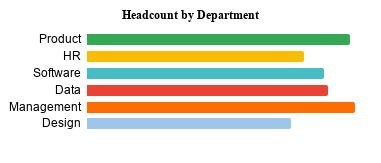 Headcount by Department
Product
HR
Software
Data
Management
Design